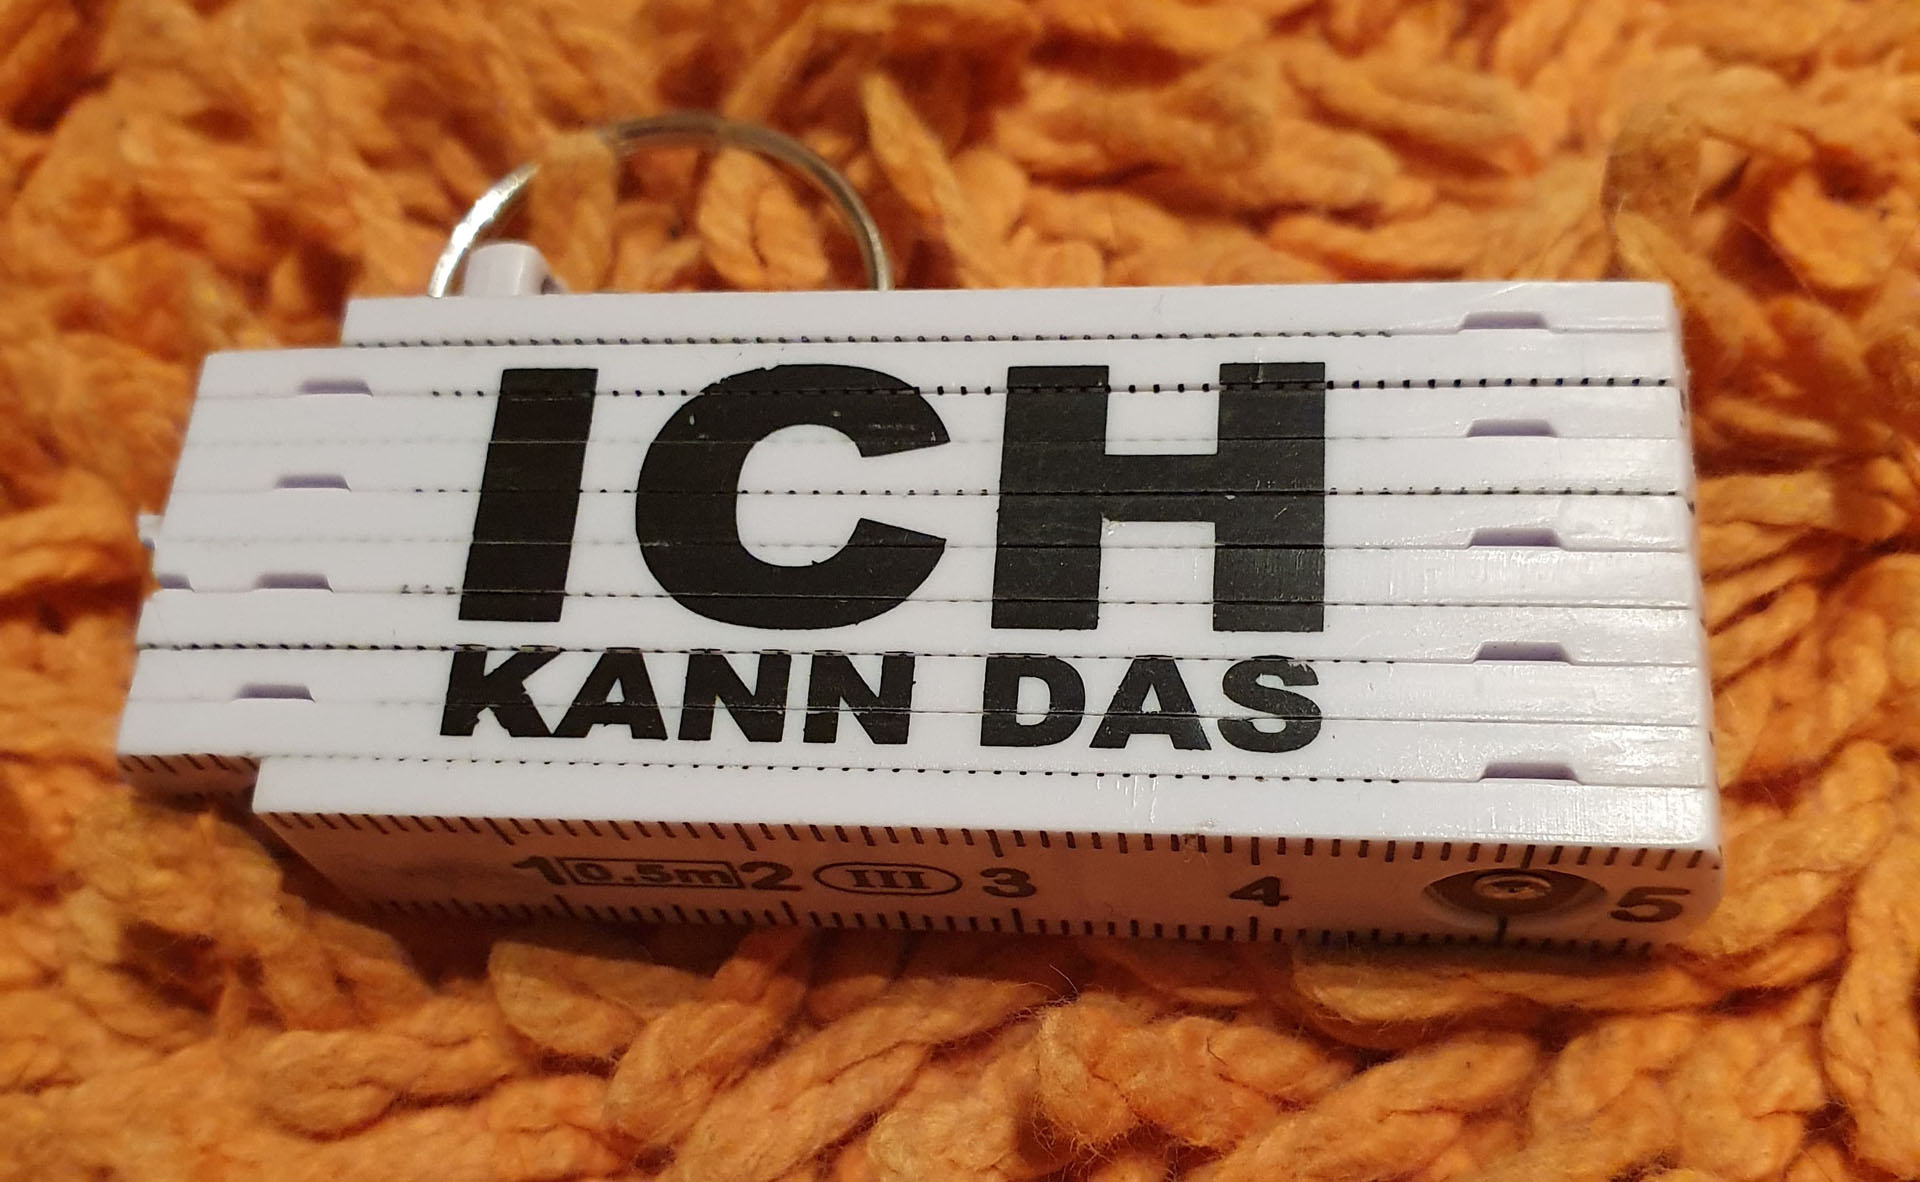 ICH
KANN DAS
1 0,5m 2 III 3 4 5